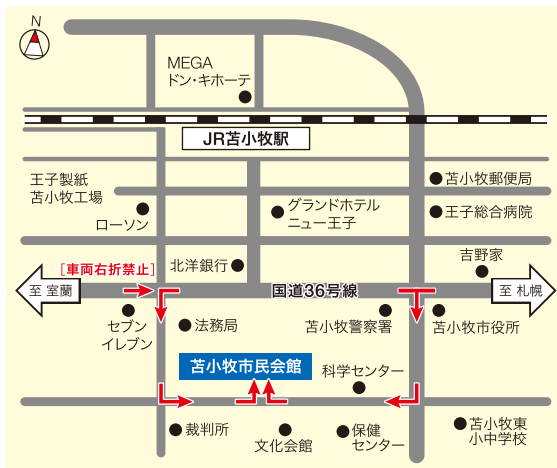 N
MEGA
ドン・キホーテ
JR苫小牧駅
王子製紙
苫小牧工場
ローソン
グランドホテル
ニュー王子
苫小牧郵便局
王子総合病院
北洋銀行
吉野家
[車両右折禁止]
至 室蘭
国道36号線
至 札幌
セブン
イレブン
法務局
苫小牧警察署
苫小牧市役所
苫小牧市民会館
科学センター
裁判所
文化会館
保健
センター
苫小牧東
小中学校